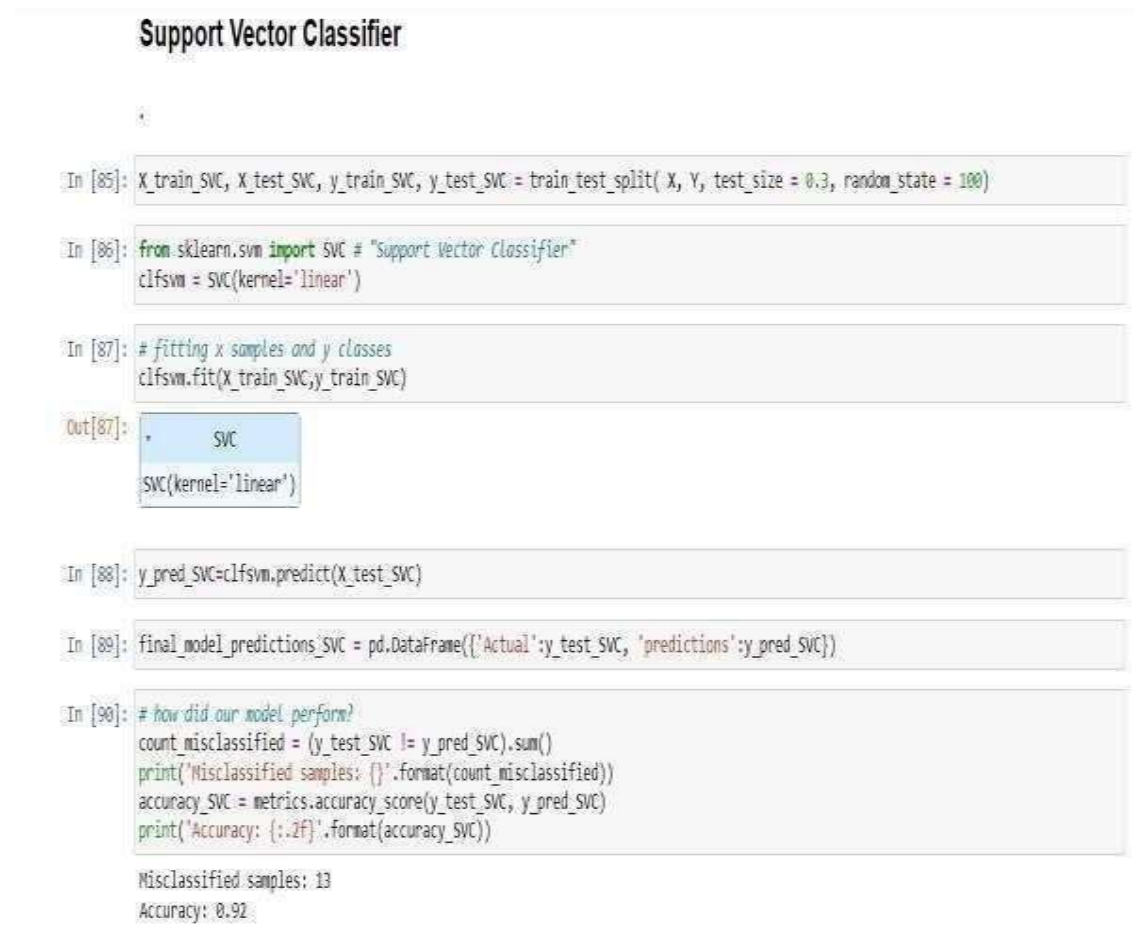 Support Vector Classifier
In [85]: X_train_SVC, X_test_SVC, y_train_SVC, y_test_SVC = train_test_split( X, Y, test_size = 0.3, random_state = 100)
In [86]: from sklearn.svm import SVC # "Support Vector Classifier"
clfsvm = SVC(kernel='linear')
In [87]: # fitting x samples and y classes
clfsvm.fit(X_train_SVC,y_train_SVC)
Out[87]: ▾ SVC
SVC(kernel='linear')
In [88]: y_pred_SVC=clfsvm.predict(X_test_SVC)
In [89]: final_model_predictions_SVC = pd.DataFrame({'Actual':y_test_SVC, 'predictions':y_pred_SVC})
In [90]: # how did our model perform?
count_misclassified = (y_test_SVC != y_pred_SVC).sum()
print('Misclassified samples: {}'.format(count_misclassified))
accuracy_SVC = metrics.accuracy_score(y_test_SVC, y_pred_SVC)
print('Accuracy: {:.2f}'.format(accuracy_SVC))
Misclassified samples: 13
Accuracy: 0.92